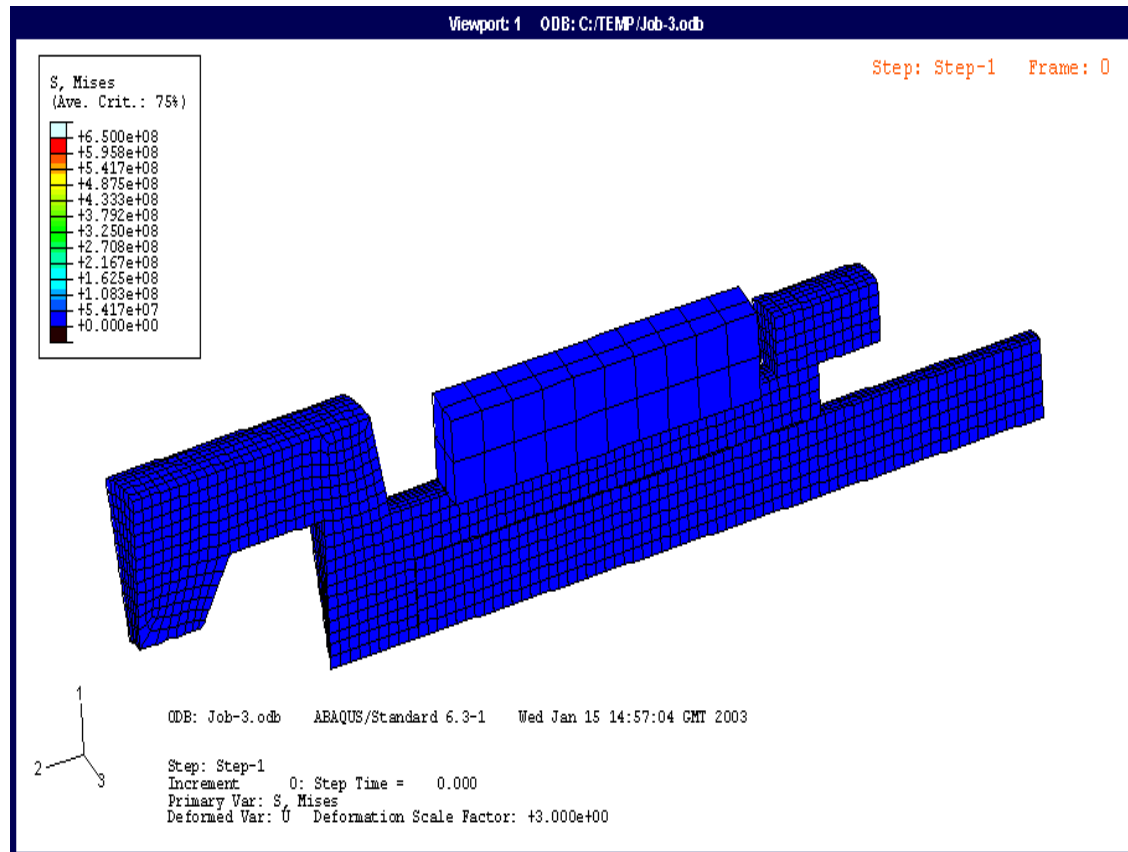 Viewport: 1 ODB: C:/TEMP/Job-3.odb
Step: Step-1 Frame: 0
S, Mises
(Ave. Crit.: 75%)
+6.500e+08
+5.958e+08
+5.417e+08
+4.875e+08
+4.333e+08
+3.792e+08
+3.250e+08
+2.708e+08
+2.167e+08
+1.625e+08
+1.083e+08
+5.417e+07
+0.000e+00
1
2
3
ODB: Job-3.odb ABAQUS/Standard 6.3-1 Wed Jan 15 14:57:04 GMT 2003
Step: Step-1
Increment 0: Step Time = 0.000
Primary Var: S, Mises
Deformed Var: U Deformation Scale Factor: +3.000e+00